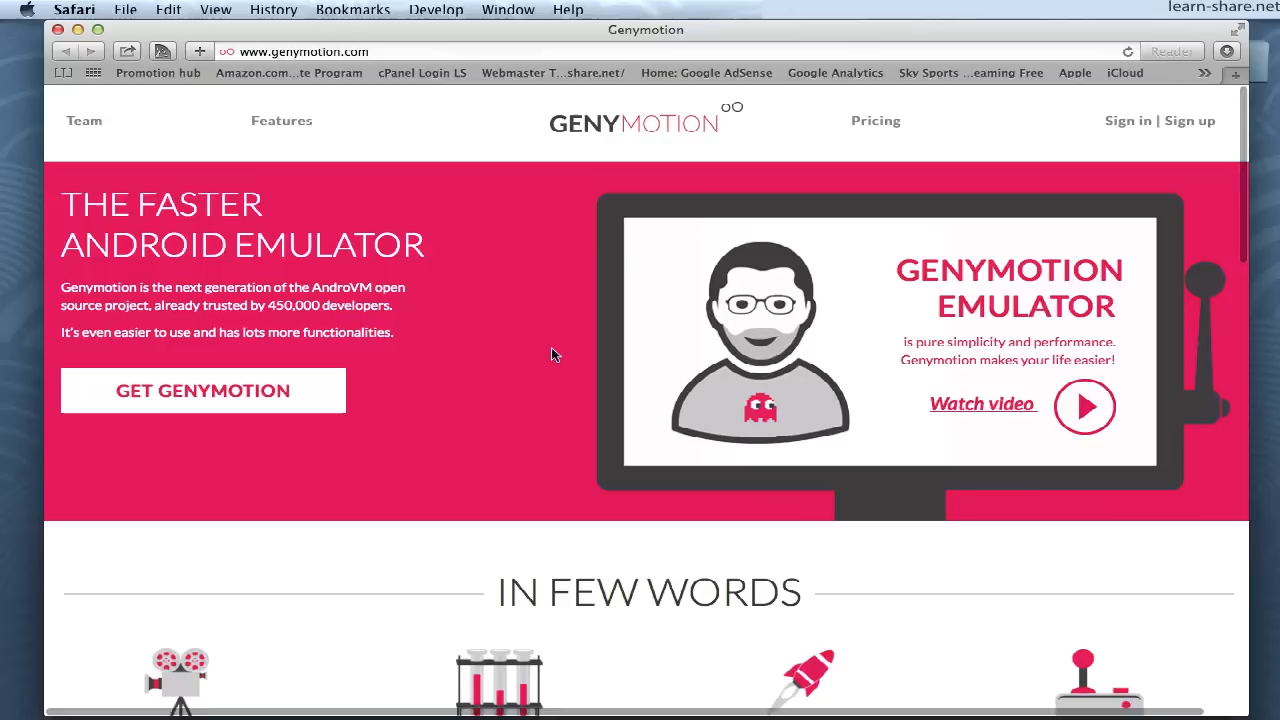 Safari File Edit View History Bookmarks Develop Window Help
learn-share.net
Genymotion
www.genymotion.com
Reader
Promotion hub Amazon.com...te Program cPanel Login LS Webmaster T...share.net/ Home: Google AdSense Google Analytics Sky Sports ...eaming Free Apple iCloud
Team Features GENYMOTION Pricing Sign in | Sign up
THE FASTER
ANDROID EMULATOR
Genymotion is the next generation of the AndroVM open
source project, already trusted by 450,000 developers.
It's even easier to use and has lots more functionalities.
GET GENYMOTION
GENYMOTION
EMULATOR
is pure simplicity and performance.
Genymotion makes your life easier!
Watch video
IN FEW WORDS